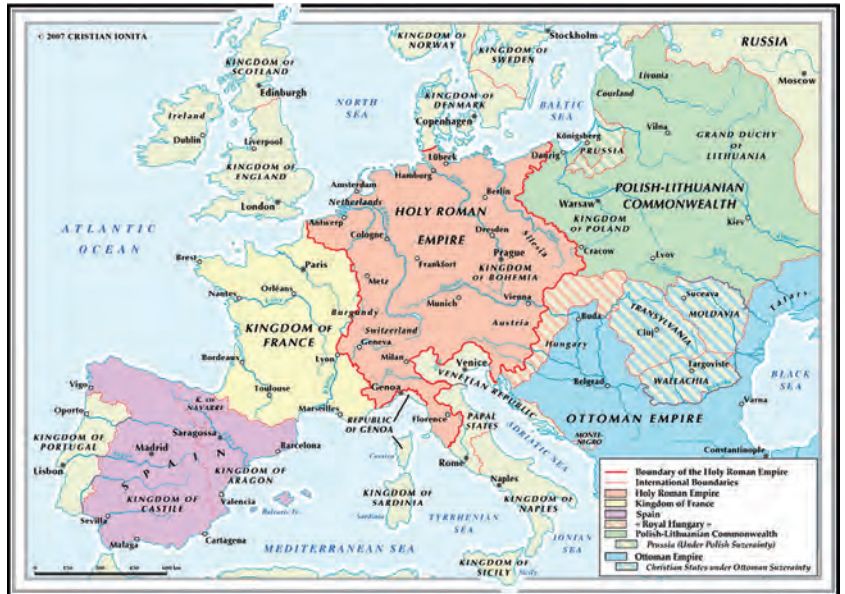 © 2007 CRISTIAN IONITA
KINGDOM OF
SCOTLAND
Edinburgh
Ireland
Dublin
Liverpool
KINGDOM OF
ENGLAND
London
NORTH
SEA
KINGDOM OF
NORWAY
KINGDOM OF
SWEDEN
Stockholm
KINGDOM OF
DENMARK
Copenhagen
BALTIC
SEA
RUSSIA
Moscow
Livonia
Courland
Vilna
GRAND DUCHY
OF
LITHUANIA
Königsberg
PRUSSIA
Danzig
POLISH-LITHUANIAN
COMMONWEALTH
Warsaw
KINGDOM OF
POLAND
Kiev
Cracow
Lvov
ATLANTIC
OCEAN
Lübeck
Hamburg
Berlin
Amsterdam
Netherlands
Antwerp
Cologne
HOLY ROMAN
EMPIRE
Dresden
Silesia
Prague
KINGDOM
OF BOHEMIA
Frankfort
Metz
Munich
Vienna
Austria
Burgundy
Switzerland
Geneva
Milan
Brest
Paris
Nantes
Orléans
KINGDOM OF
FRANCE
Lyon
Bordeaux
Toulouse
Marseilles
Venice
VENETIAN REPUBLIC
Genoa
REPUBLIC
OF GENOA
Florence
PAPAL
STATES
Rome
Corsica
ADRIATIC SEA
Naples
KINGDOM OF
NAPLES
KINGDOM OF
SARDINIA
Sardinia
TYRRHENIAN
SEA
IONIAN
SEA
KINGDOM OF
SICILY
Sicily
MEDITERRANEAN SEA
Buda
Hungary
TRANSYLVANIA
Cluj
Suceava
MOLDAVIA
Tatars
Targoviste
WALLACHIA
Belgrad
OTTOMAN EMPIRE
MONTE-
NEGRO
BLACK
SEA
Varna
Constantinople
Vigo
Oporto
KINGDOM OF
PORTUGAL
Lisbon
K. OF
NAVARRE
Saragossa
Madrid
SPAIN
KINGDOM OF
ARAGON
Barcelona
KINGDOM OF
CASTILE
Valencia
Balearic Is.
Sevilla
Malaga
Cartagena
Boundary of the Holy Roman Empire
International Boundaries
Holy Roman Empire
Kingdom of France
Spain
« Royal Hungary »
Polish-Lithuanian Commonwealth
Prussia (Under Polish Suzerainty)
Ottoman Empire
Christian States under Ottoman Suzerainty